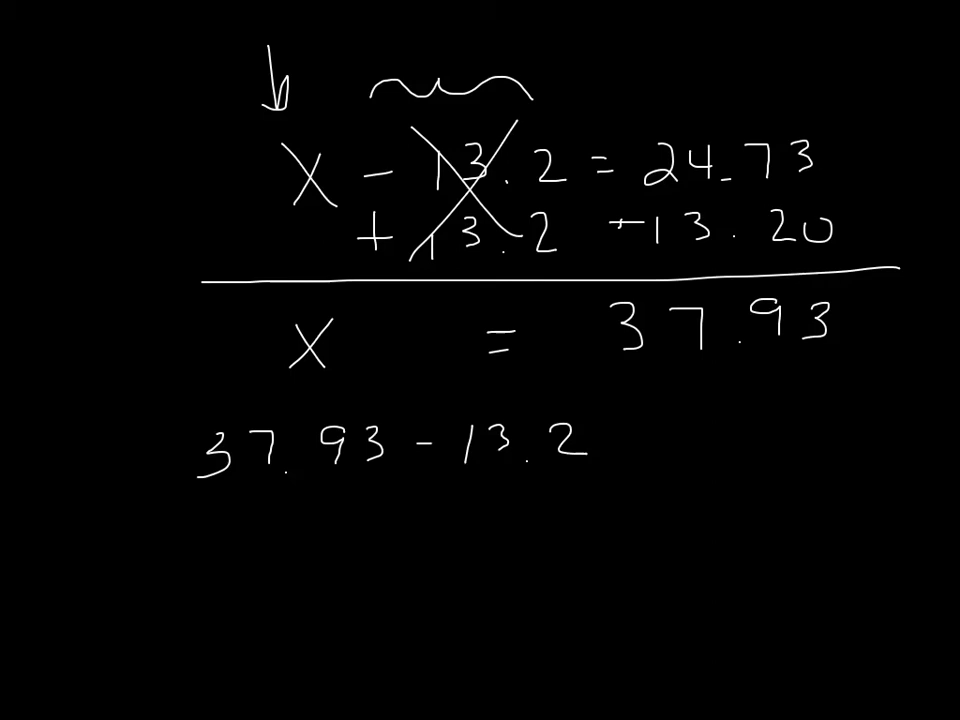 X - 13.2 = 24.73
+ 13.2 +13.20
X = 37.93
37.93 - 13.2